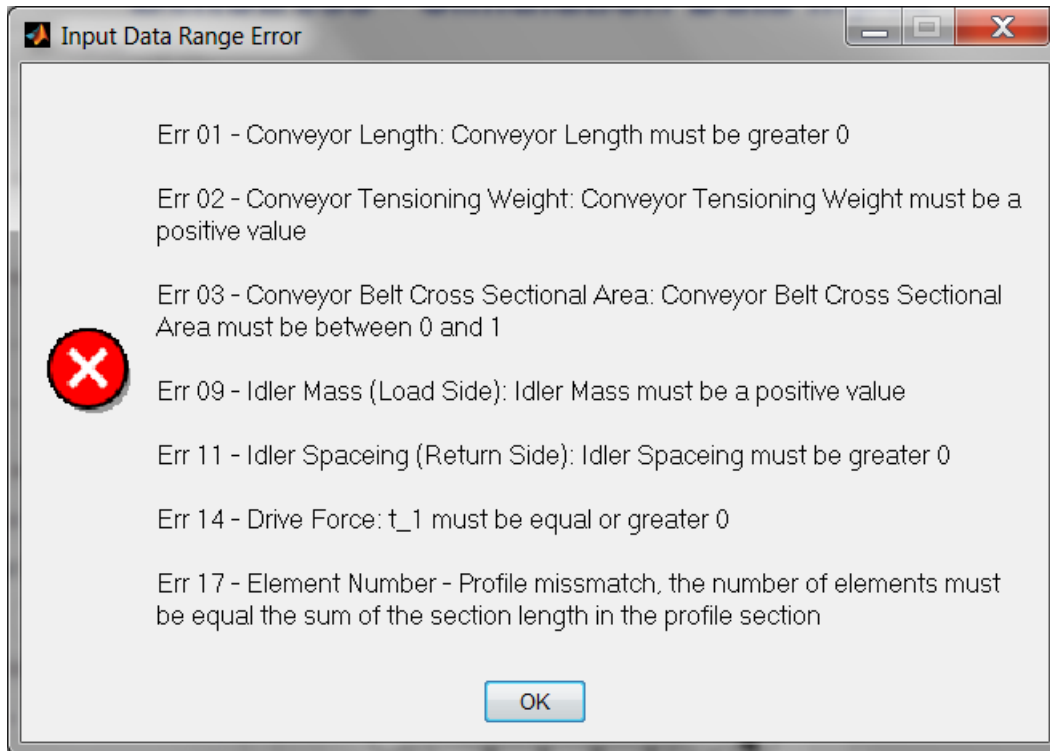 Input Data Range Error
Err 01 - Conveyor Length: Conveyor Length must be greater 0
Err 02 - Conveyor Tensioning Weight: Conveyor Tensioning Weight must be a
positive value
Err 03 - Conveyor Belt Cross Sectional Area: Conveyor Belt Cross Sectional
Area must be between 0 and 1
Err 09 - Idler Mass (Load Side): Idler Mass must be a positive value
Err 11 - Idler Spaceing (Return Side): Idler Spaceing must be greater 0
Err 14 - Drive Force: t_1 must be equal or greater 0
Err 17 - Element Number - Profile missmatch, the number of elements must
be equal the sum of the section length in the profile section
OK